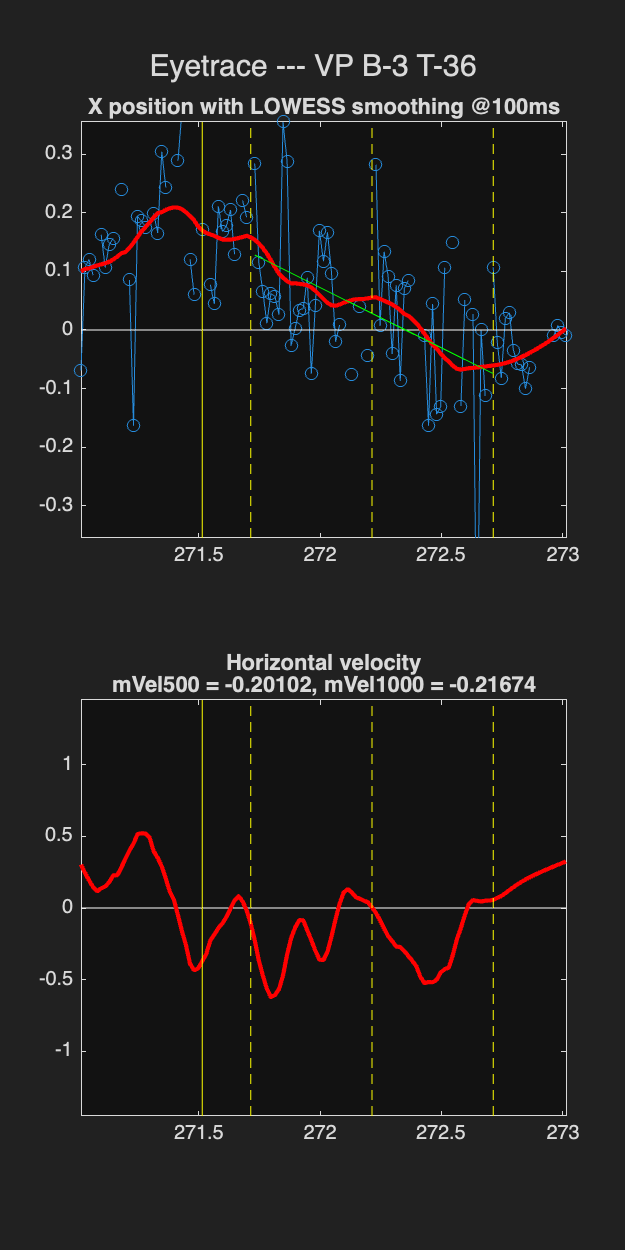 Eyetrace --- VP B-3 T-36
X position with LOWESS smoothing @100ms
0.3
0.2
0.1
0
-0.1
-0.2
-0.3
271.5 272 272.5 273
Horizontal velocity
mVel500 = -0.20102, mVel1000 = -0.21674
1
0.5
0
-0.5
-1
271.5 272 272.5 273